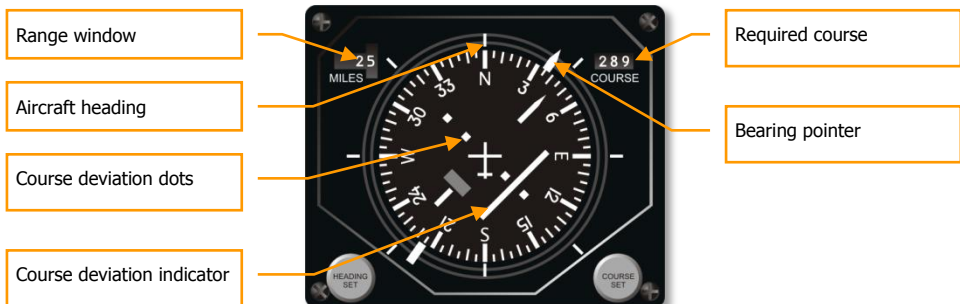 Range window
Aircraft heading
Course deviation dots
Course deviation indicator
25
MILES
289
COURSE
N
3
6
E
12
15
S
21
24
W
30
33
HEADING
SET
COURSE
SET
Required course
Bearing pointer